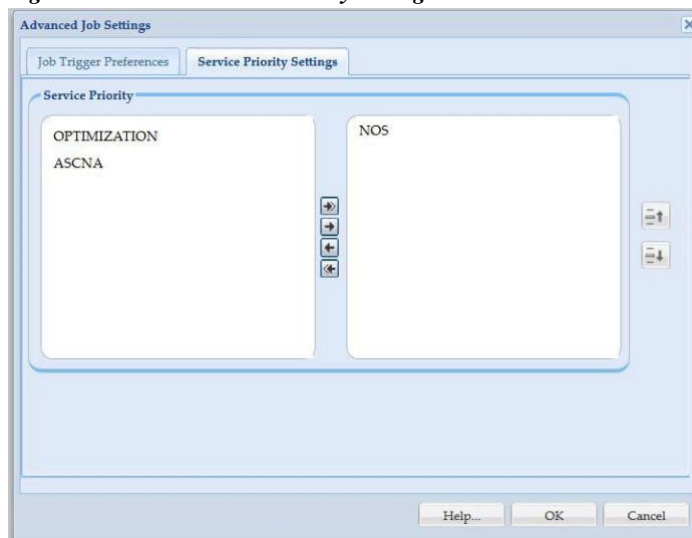 Advanced Job Settings
Job Trigger Preferences
Service Priority Settings
Service Priority
OPTIMIZATION
ASCNA
NOS
Help...
OK
Cancel